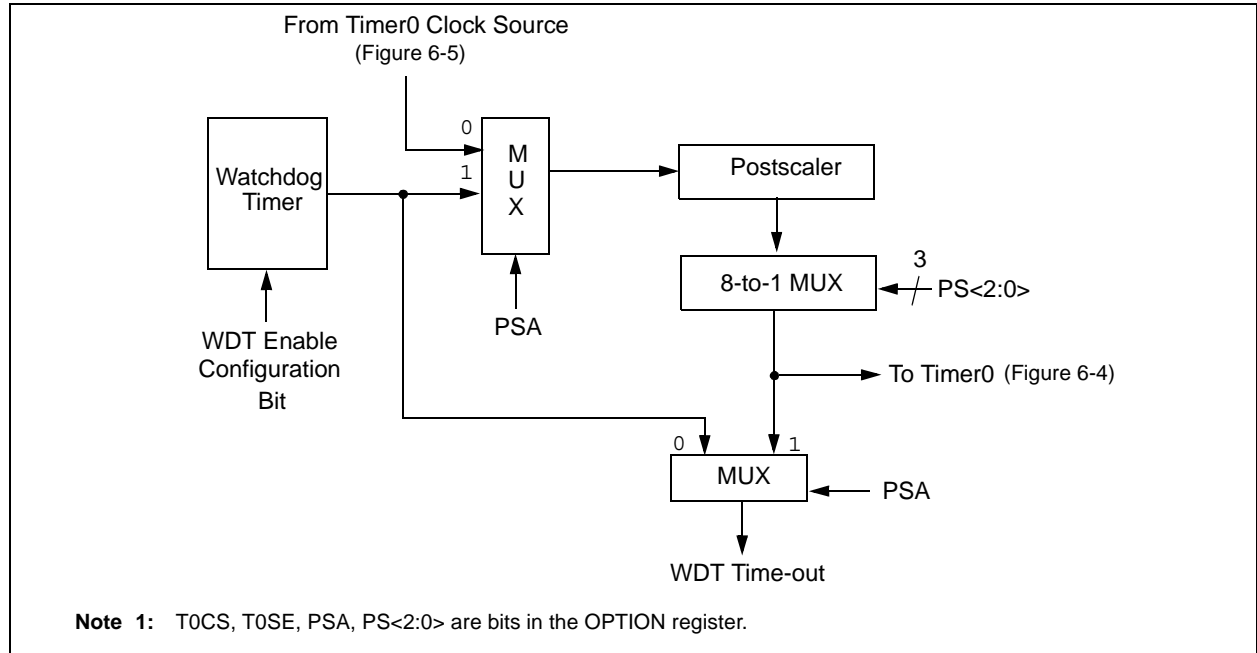 From Timer0 Clock Source
(Figure 6-5)
0
1
M
U
X
Watchdog
Timer
Postscaler
3
8-to-1 MUX
PS<2:0>
PSA
WDT Enable
Configuration
Bit
To Timer0 (Figure 6-4)
0
1
MUX
PSA
WDT Time-out
Note 1: T0CS, T0SE, PSA, PS<2:0> are bits in the OPTION register.